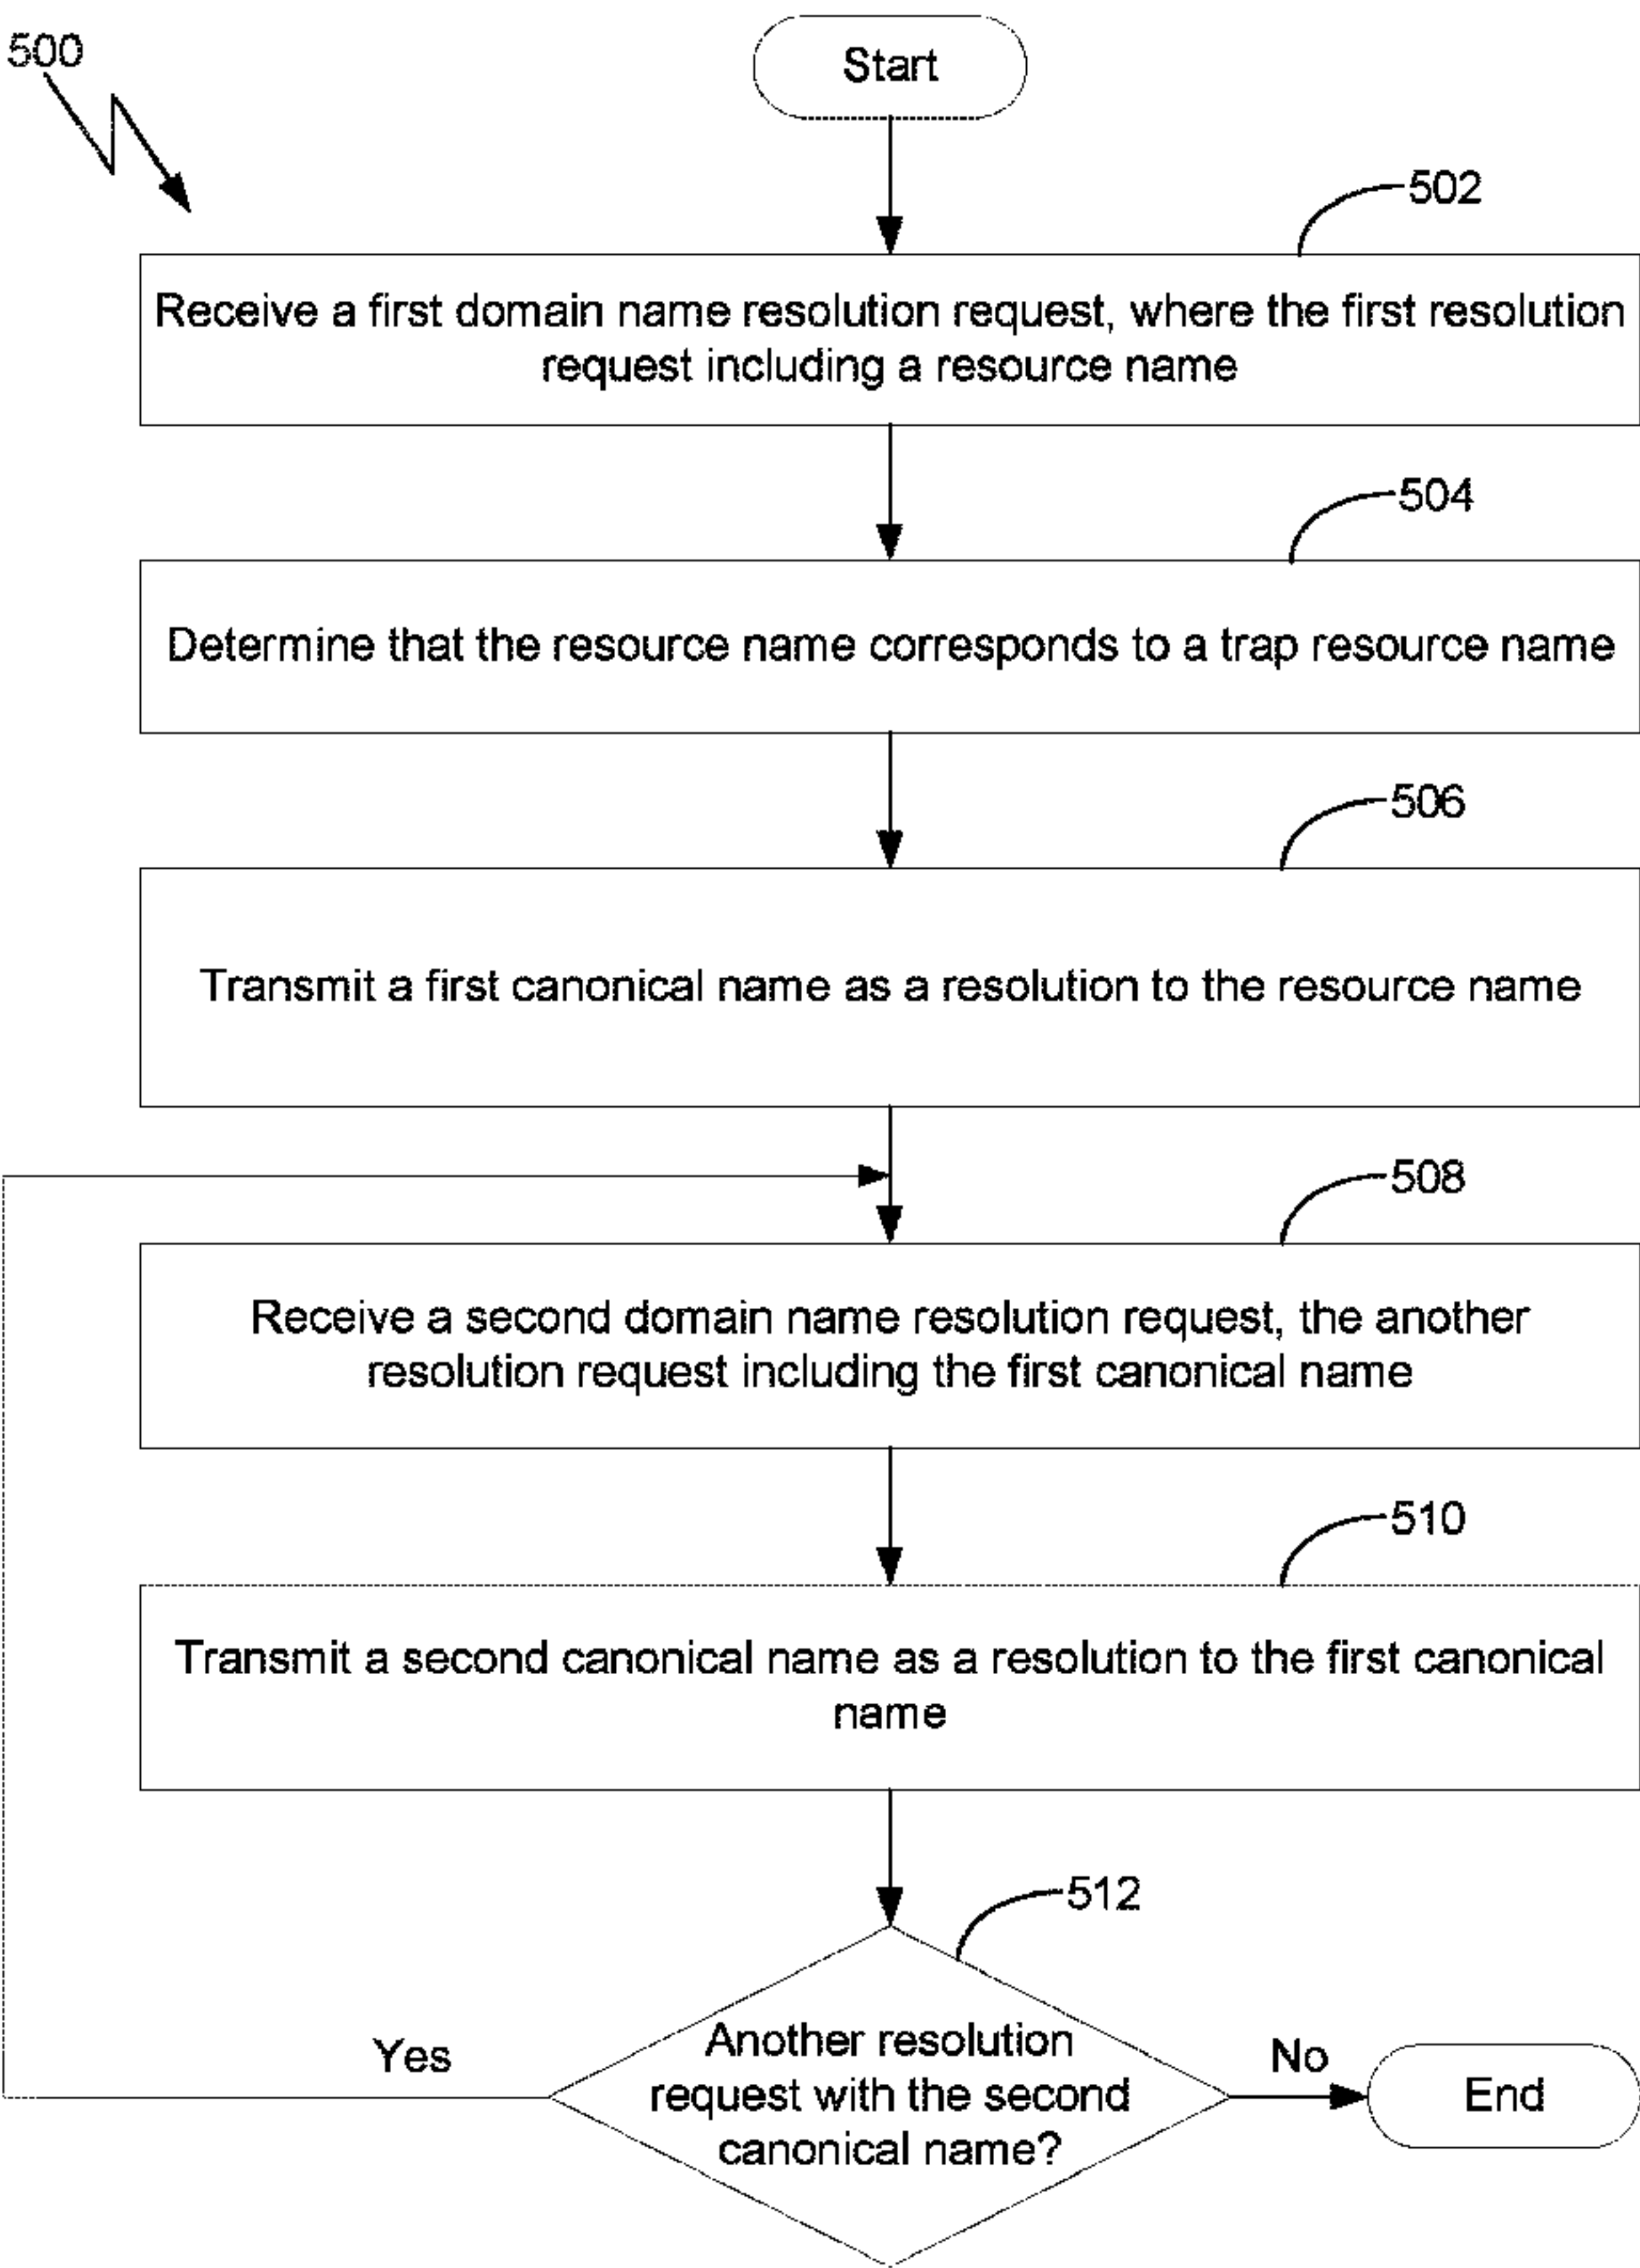 500
Start
502
Receive a first domain name resolution request, where the first resolution
request including a resource name
504
Determine that the resource name corresponds to a trap resource name
506
Transmit a first canonical name as a resolution to the resource name
508
Receive a second domain name resolution request, the another
resolution request including the first canonical name
510
Transmit a second canonical name as a resolution to the first canonical
name
512
Another resolution
request with the second
canonical name?
Yes
No
End